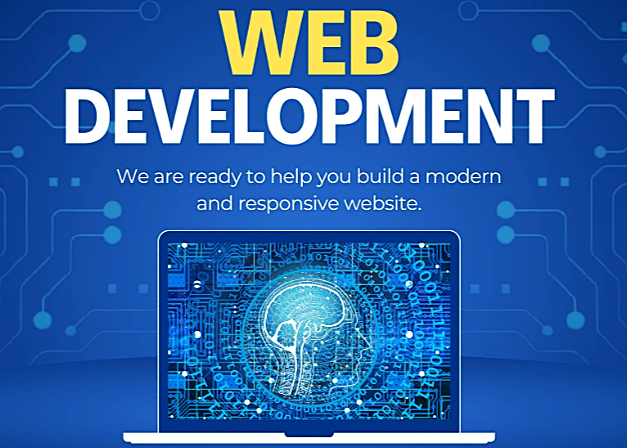 WEB
DEVELOPMENT
We are ready to help you build a modern
and responsive website.